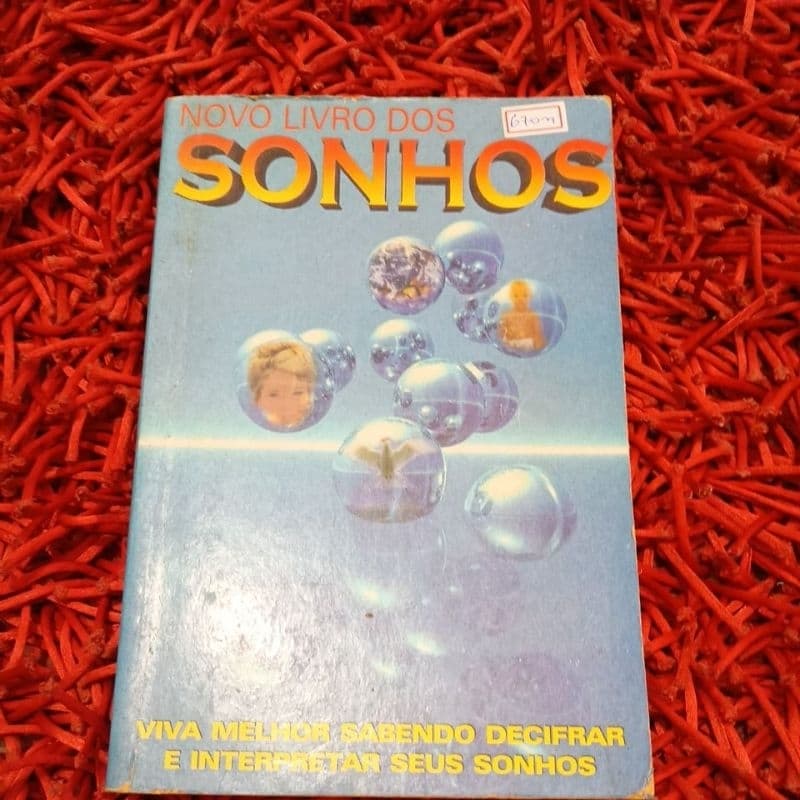 NOVO LIVRO DOS
SONHOS
VIVA MELHOR SABENDO DECIFRAR
E INTERPRETAR SEUS SONHOS